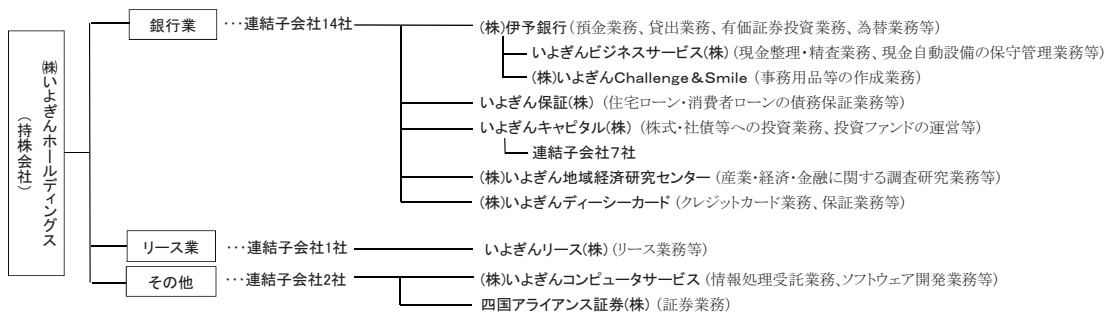 ㈱いよぎんホールディングス
（持株会社）
銀行業 ･･･連結子会社14社
(株)伊予銀行(預金業務、貸出業務、有価証券投資業務、為替業務等)
いよぎんビジネスサービス(株) (現金整理・精査業務、現金自動設備の保守管理業務等)
(株)いよぎんChallenge＆Smile (事務用品等の作成業務)
いよぎん保証(株) (住宅ローン・消費者ローンの債務保証業務等)
いよぎんキャピタル(株) (株式・社債等への投資業務、投資ファンドの運営等)
連結子会社7社
(株)いよぎん地域経済研究センター (産業・経済・金融に関する調査研究業務等)
(株)いよぎんディーシーカード (クレジットカード業務、保証業務等)
リース業 ･･･連結子会社1社
いよぎんリース(株) (リース業務等)
その他 ･･･連結子会社2社
(株)いよぎんコンピュータサービス (情報処理受託業務、ソフトウェア開発業務等)
四国アライアンス証券(株) (証券業務)